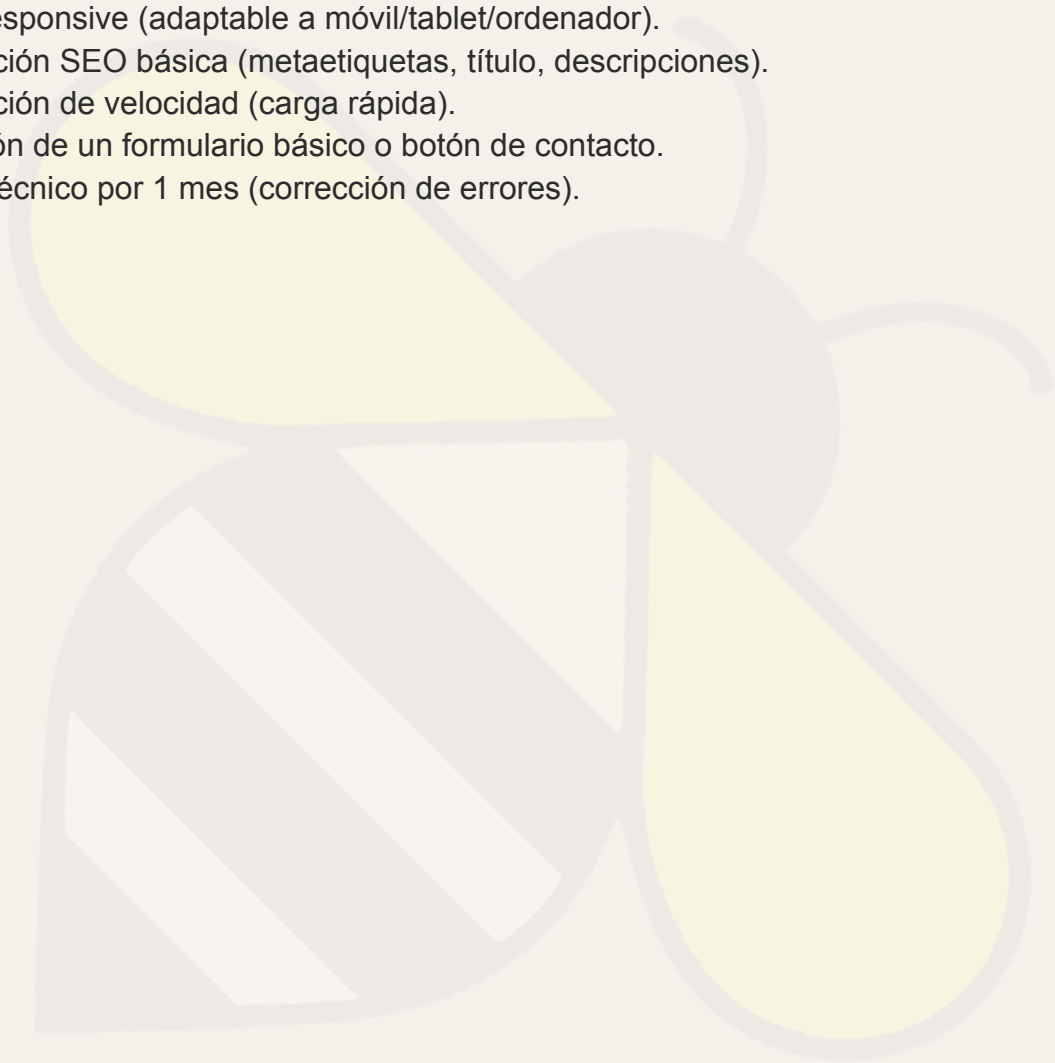 esponsive (adaptable a móvil/tablet/ordenador).
ción SEO básica (metaetiquetas, título, descripciones).
ción de velocidad (carga rápida).
ón de un formulario básico o botón de contacto.
écnico por 1 mes (corrección de errores).